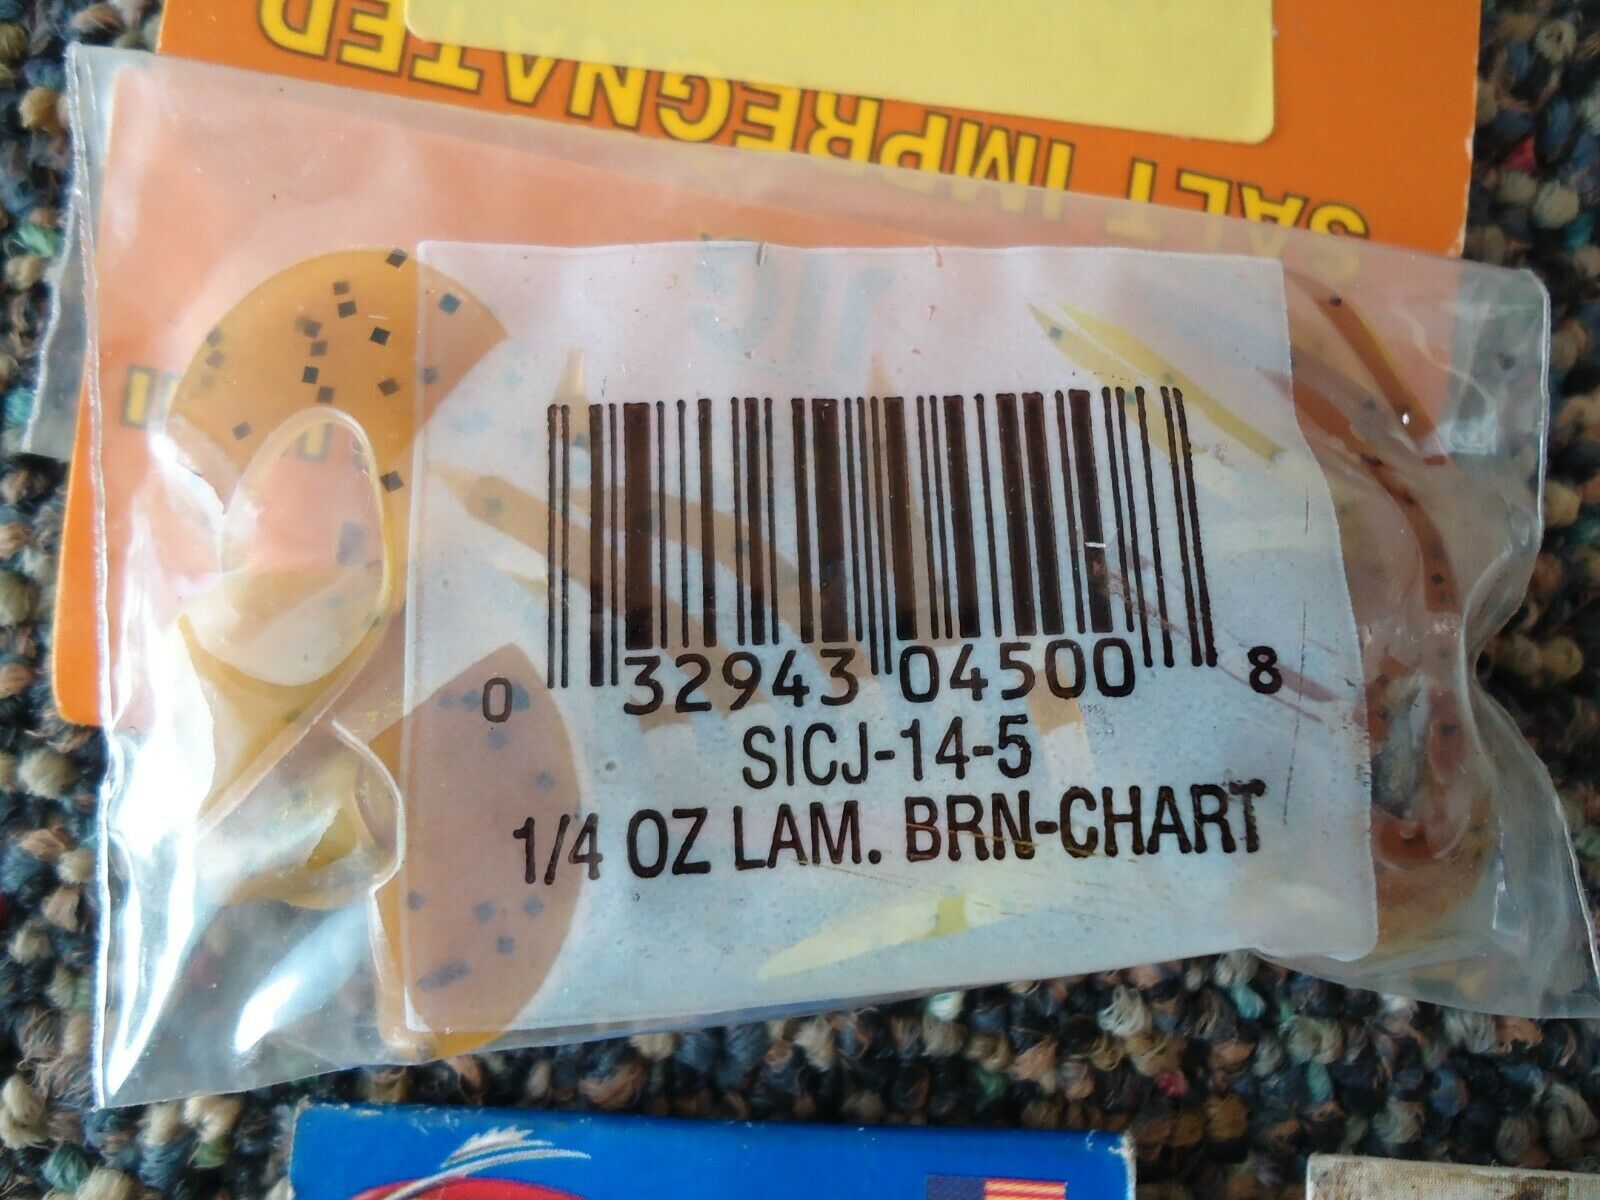 SALT IMPREGNATED
0 32943 04500 8
SICJ-14-5
1/4 OZ LAM. BRN-CHART